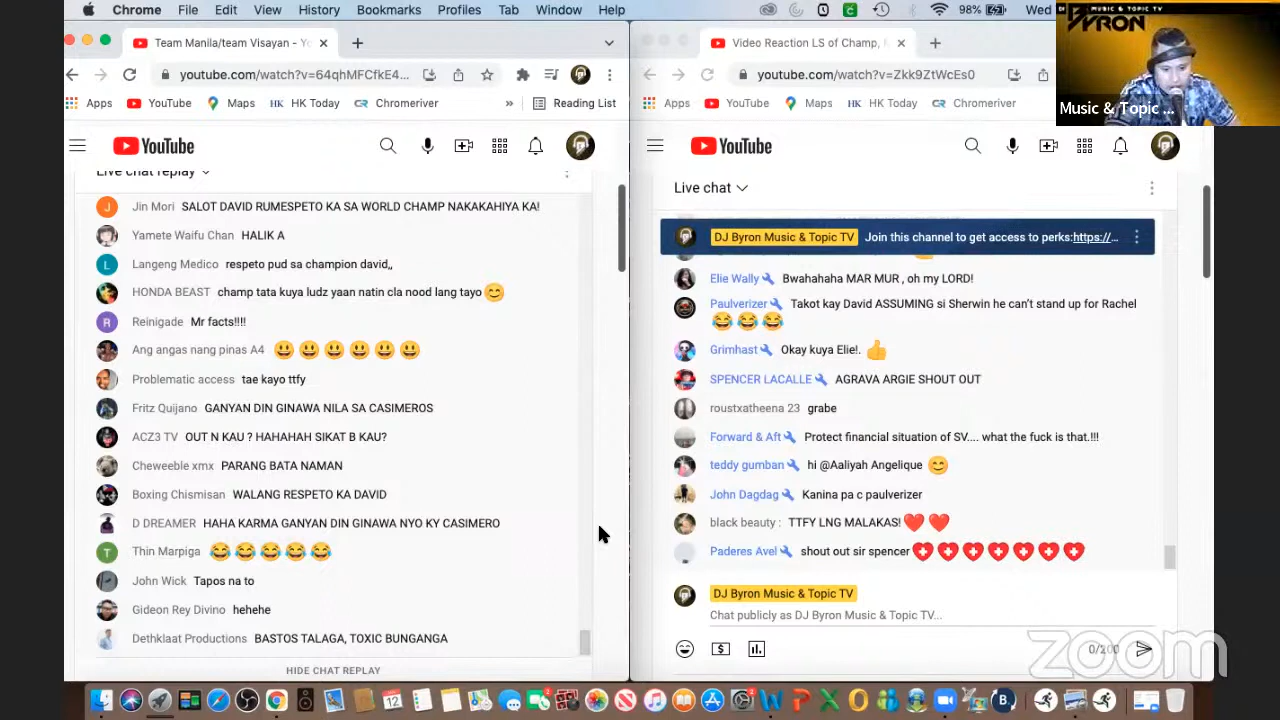 Chrome File Edit View History Bookmarks Profiles Tab Window Help
98% Wed
MUSIC & TOPIC TV
BYRON
Music & Topic ...
Team Manila/team Visayan - Yo
youtube.com/watch?v=64qhMFCfkE4...
Apps YouTube Maps HK Today Chromeriver » Reading List
YouTube
Live chat replay
Jin Mori SALOT DAVID RUMESPETO KA SA WORLD CHAMP NAKAKAHIYA KA!
Yamete Waifu Chan HALIK A
Langeng Medico respeto pud sa champion david,,
HONDA BEAST champ tata kuya ludz yaan natin cla nood lang tayo 😊
Reinigade Mr facts!!!!
Ang angas nang pinas A4 😃😃😃😃😃😃
Problematic access tae kayo ttfy
Fritz Quijano GANYAN DIN GINAWA NILA SA CASIMEROS
ACZ3 TV OUT N KAU ? HAHAHAH SIKAT B KAU?
Cheweeble xmx PARANG BATA NAMAN
Boxing Chismisan WALANG RESPETO KA DAVID
D DREAMER HAHA KARMA GANYAN DIN GINAWA NYO KY CASIMERO
Thin Marpiga 😂😂😂😂😂
John Wick Tapos na to
Gideon Rey Divino hehehe
Dethklaat Productions BASTOS TALAGA, TOXIC BUNGANGA
HIDE CHAT REPLAY
Video Reaction LS of Champ, M
youtube.com/watch?v=Zkk9ZtWcEs0
Apps YouTube Maps HK Today Chromeriver
YouTube
Live chat
DJ Byron Music & Topic TV Join this channel to get access to perks:https://...
Elie Wally Bwahahaha MAR MUR , oh my LORD!
Paulverizer Takot kay David ASSUMING si Sherwin he can't stand up for Rachel
😂😂😂
Grimhast Okay kuya Elie!. 👍
SPENCER LACALLE AGRAVA ARGIE SHOUT OUT
roustxatheena 23 grabe
Forward & Aft Protect financial situation of SV.... what the fuck is that.!!!
teddy gumban hi @Aaliyah Angelique 😊
John Dagdag Kanina pa c paulverizer
black beauty : TTFY LNG MALAKAS!❤️❤️
Paderes Avel shout out sir spencer
DJ Byron Music & Topic TV
Chat publicly as DJ Byron Music & Topic TV...
0/200
zoom